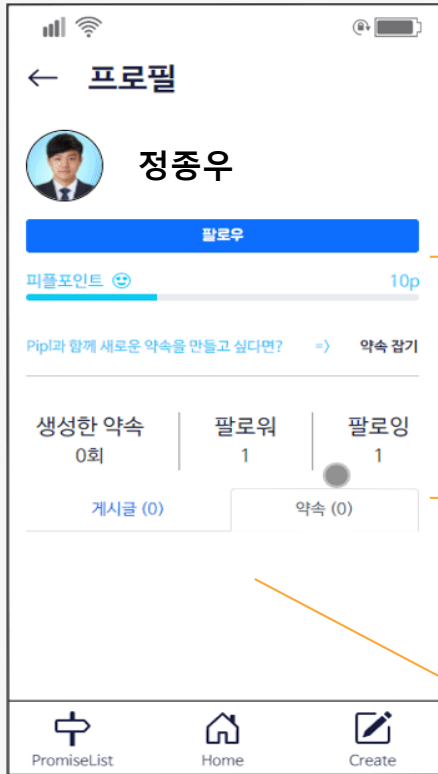 ← 프로필
정종우
팔로우
피플포인트 10p
Pipl과 함께 새로운 약속을 만들고 싶다면? => 약속 잡기
생성한 약속 팔로워 팔로잉
0회 1 1
게시글 (0) 약속 (0)
PromiseList Home Create